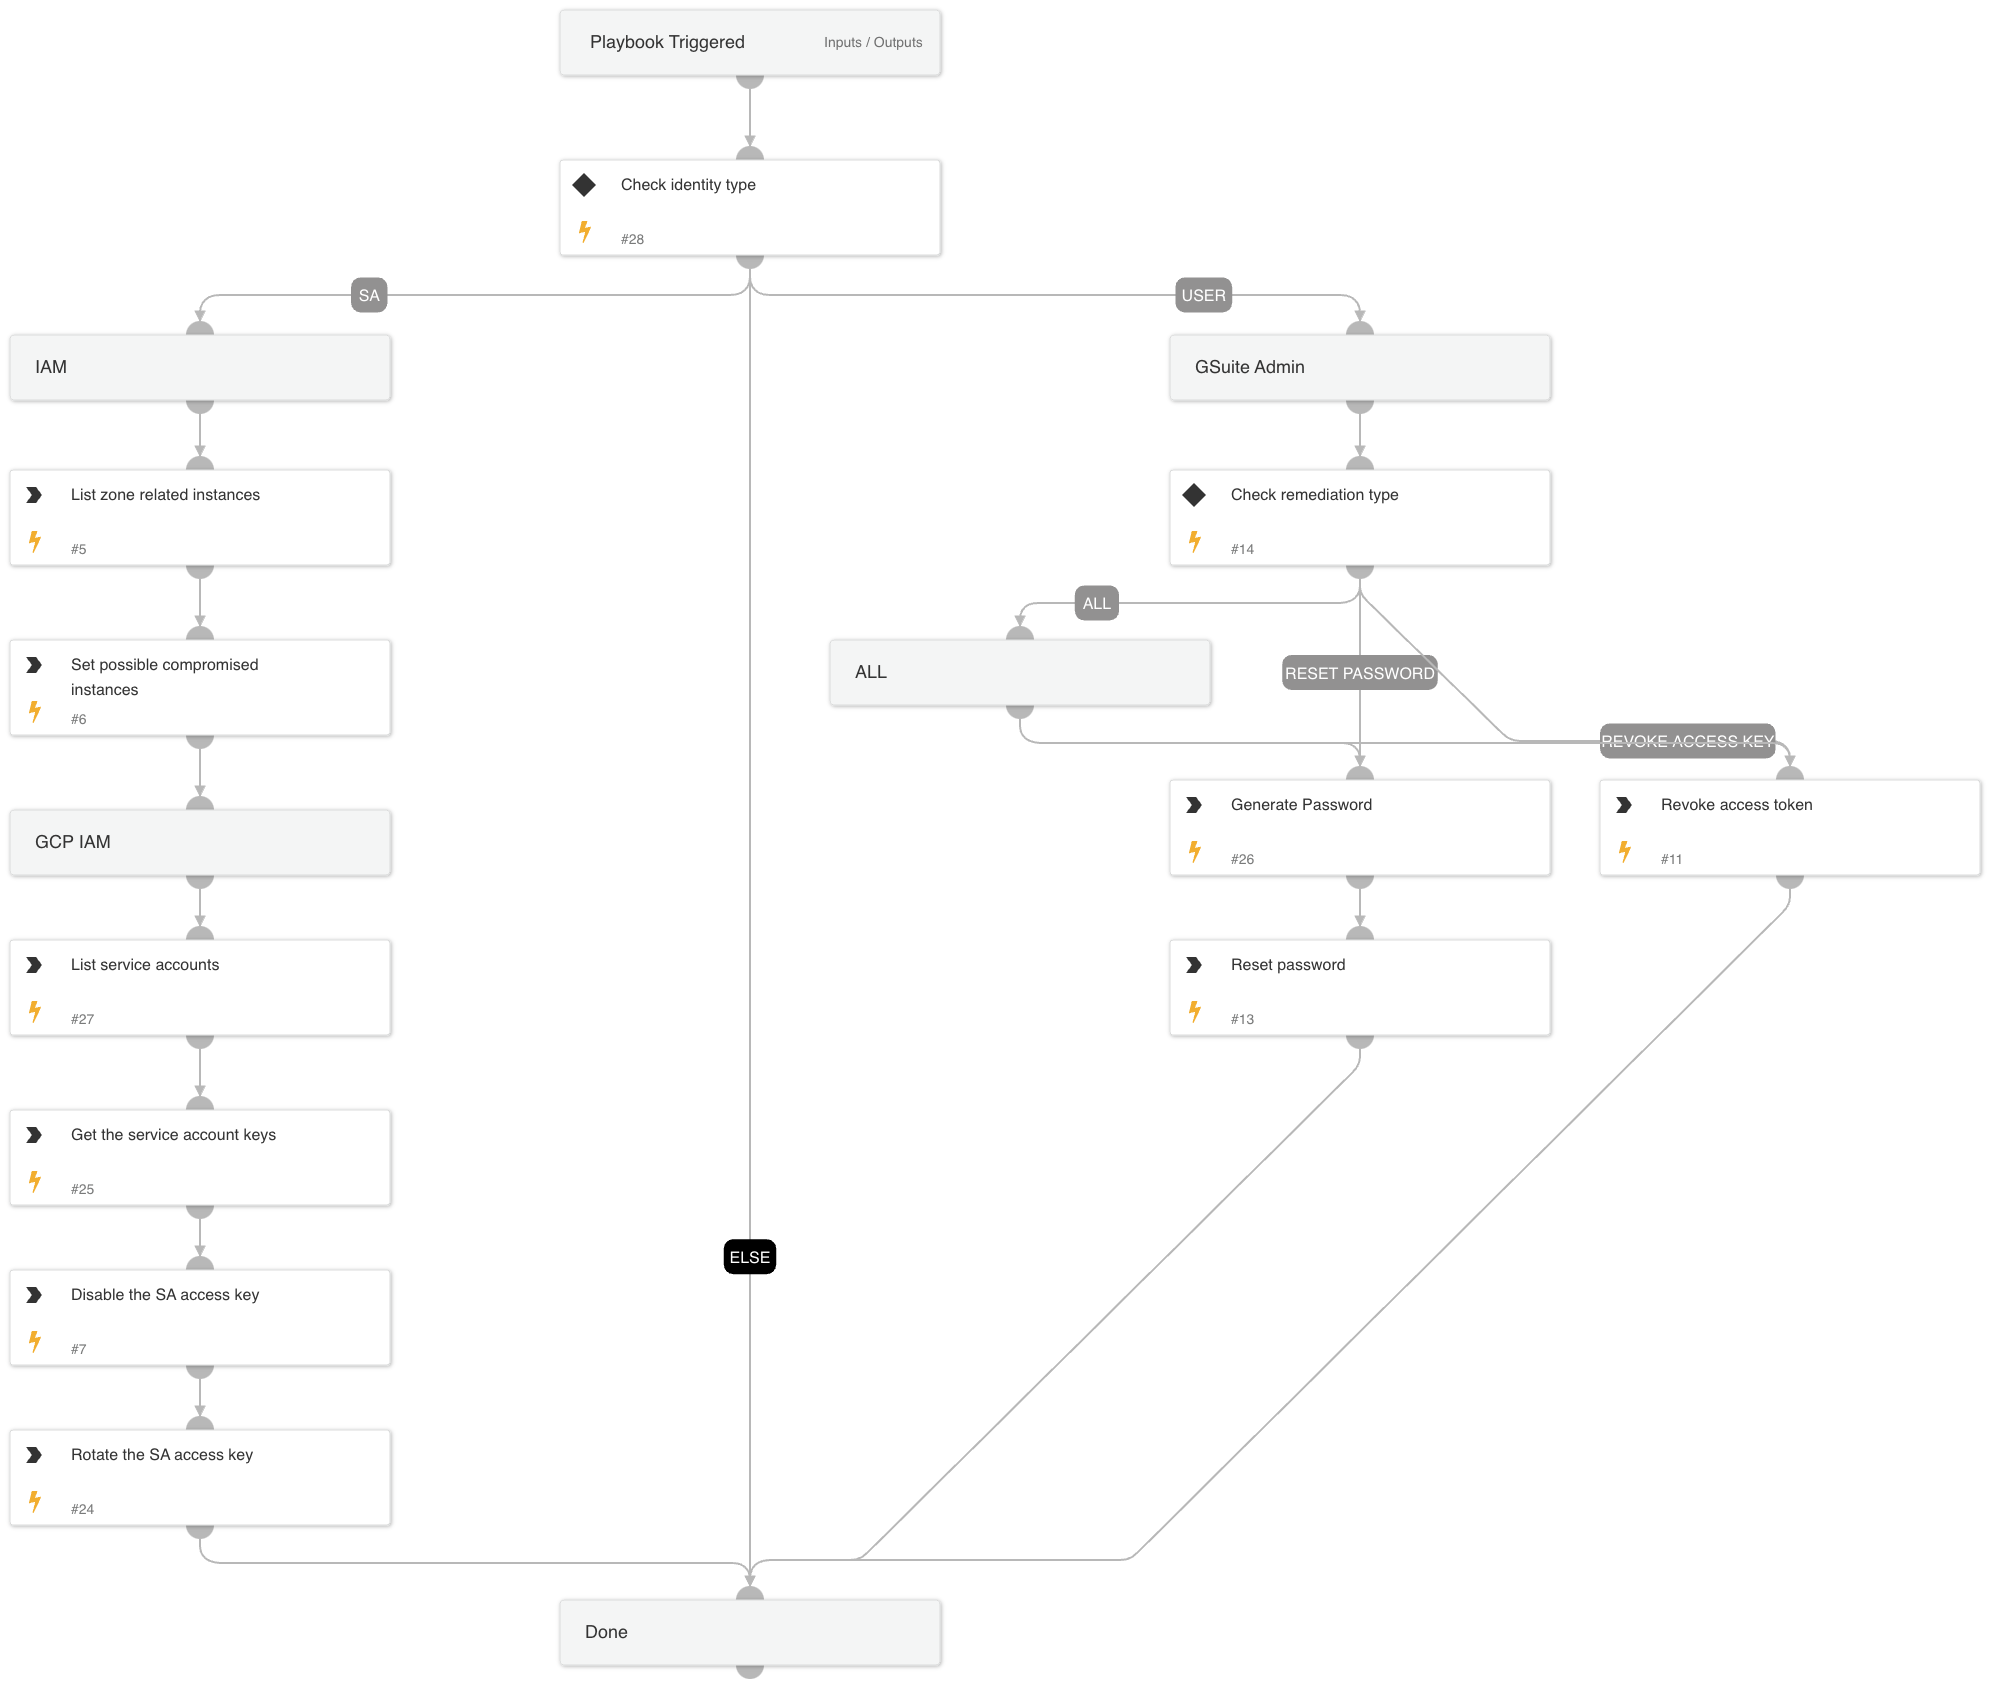 Playbook Triggered
Inputs / Outputs
Check identity type
#28
SA
USER
IAM
GSuite Admin
List zone related instances
#5
Check remediation type
#14
ALL
Set possible compromised
instances
#6
ALL
RESET PASSWORD
REVOKE ACCESS KEY
GCP IAM
Generate Password
#26
Revoke access token
#11
List service accounts
#27
Reset password
#13
Get the service account keys
#25
ELSE
Disable the SA access key
#7
Rotate the SA access key
#24
Done